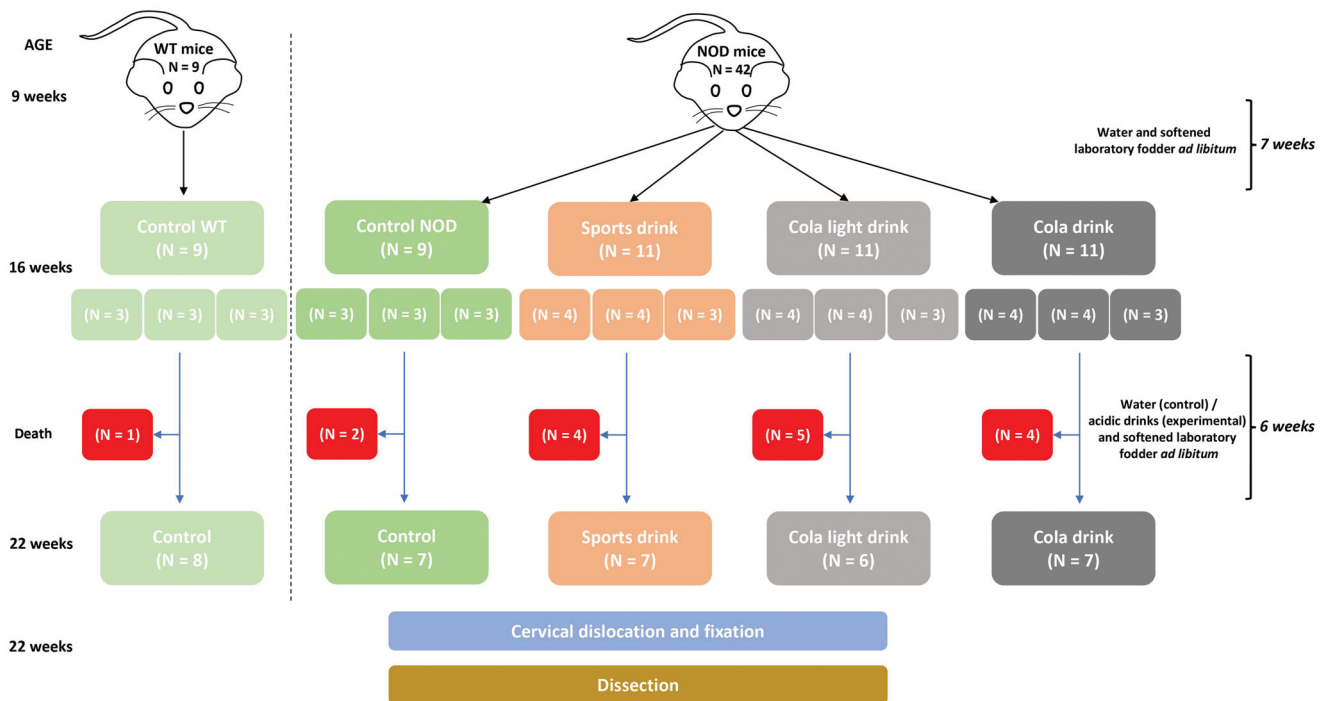 AGE
WT mice
N = 9
NOD mice
N = 42
9 weeks
Water and softened
laboratory fodder ad libitum
7 weeks
Control WT
(N = 9)
Control NOD
(N = 9)
Sports drink
(N = 11)
Cola light drink
(N = 11)
Cola drink
(N = 11)
16 weeks
(N = 3)
(N = 3)
(N = 3)
(N = 3)
(N = 3)
(N = 3)
(N = 4)
(N = 4)
(N = 3)
(N = 4)
(N = 4)
(N = 3)
(N = 4)
(N = 4)
(N = 3)
Death
(N = 1)
(N = 2)
(N = 4)
(N = 5)
(N = 4)
Water (control) /
acidic drinks (experimental)
and softened laboratory
fodder ad libitum
6 weeks
22 weeks
Control
(N = 8)
Control
(N = 7)
Sports drink
(N = 7)
Cola light drink
(N = 6)
Cola drink
(N = 7)
22 weeks
Cervical dislocation and fixation
Dissection